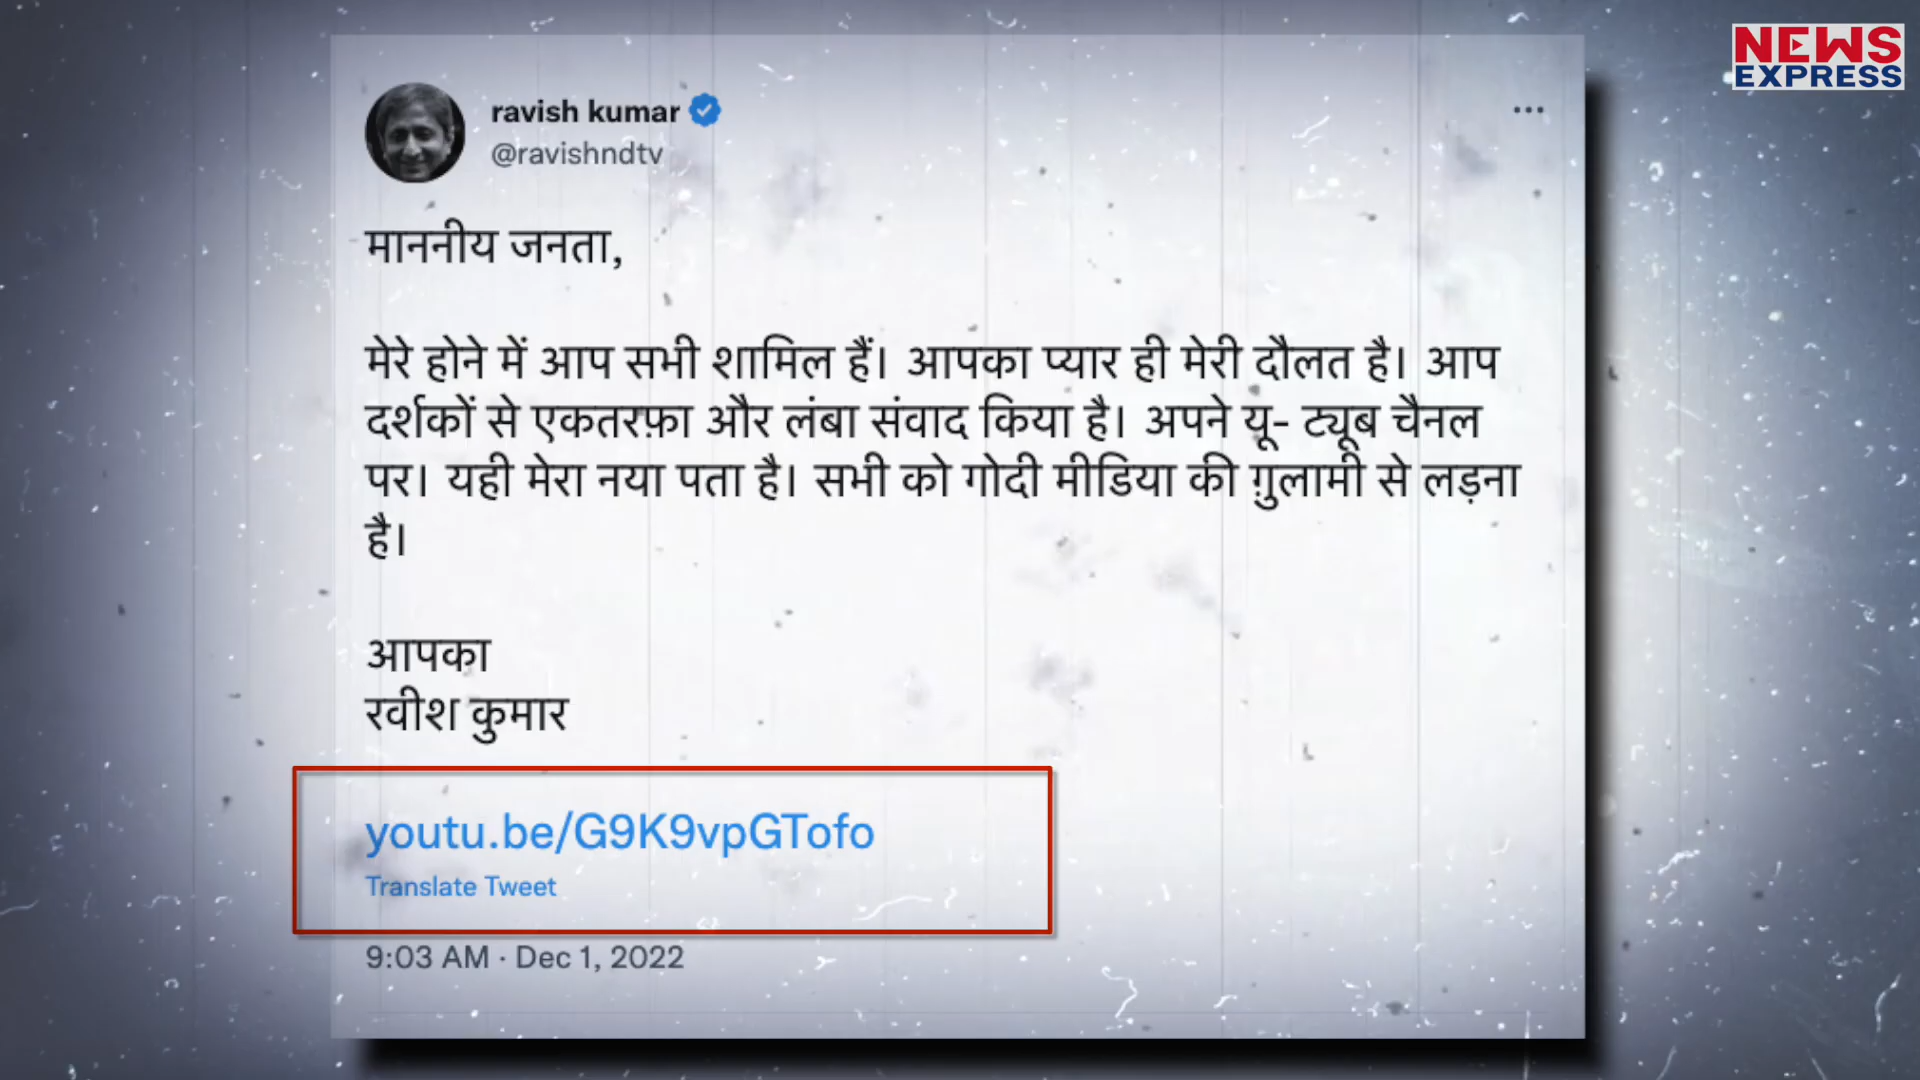 NEWS
EXPRESS
ravish kumar
@ravishndtv
माननीय जनता,
मेरे होने में आप सभी शामिल हैं। आपका प्यार ही मेरी दौलत है। आप
दर्शकों से एकतरफ़ा और लंबा संवाद किया है। अपने यू- ट्यूब चैनल
पर। यही मेरा नया पता है। सभी को गोदी मीडिया की ग़ुलामी से लड़ना
है।
आपका
रवीश कुमार
youtu.be/G9K9vpGTofo
Translate Tweet
9:03 AM · Dec 1, 2022